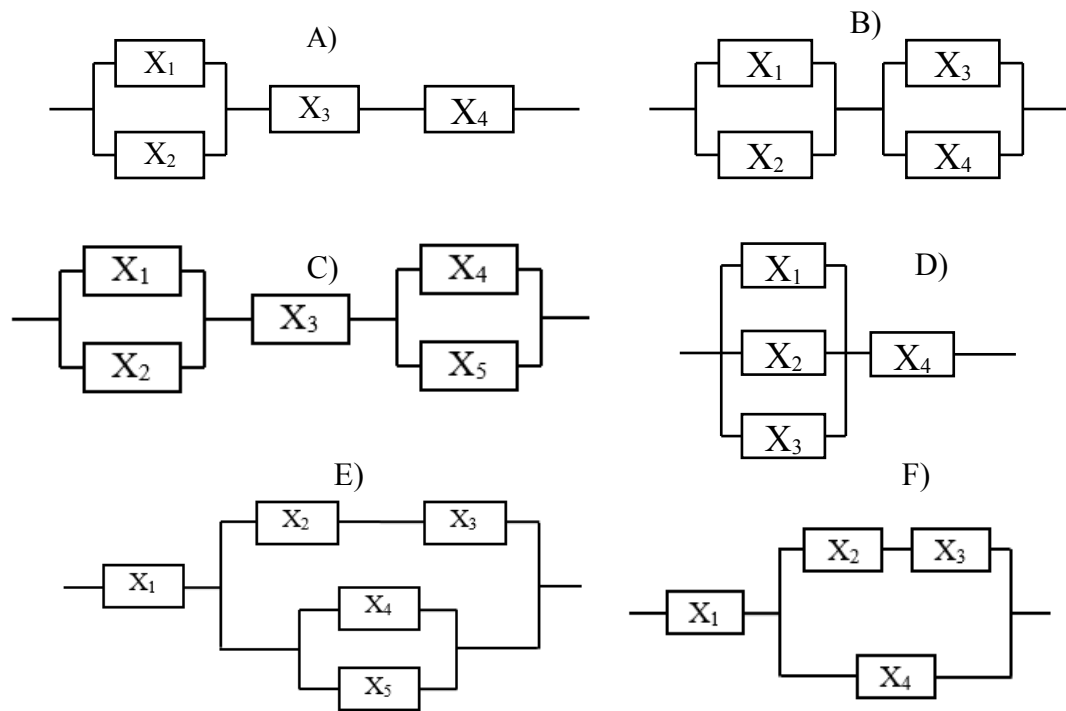 A)
X₁
X₂
X₃
X₄
B)
X₁
X₃
X₂
X₄
C)
X₁
X₄
X₃
X₂
X₅
D)
X₁
X₂
X₄
X₃
E)
X₂
X₃
X₁
X₄
X₅
F)
X₂
X₃
X₁
X₄